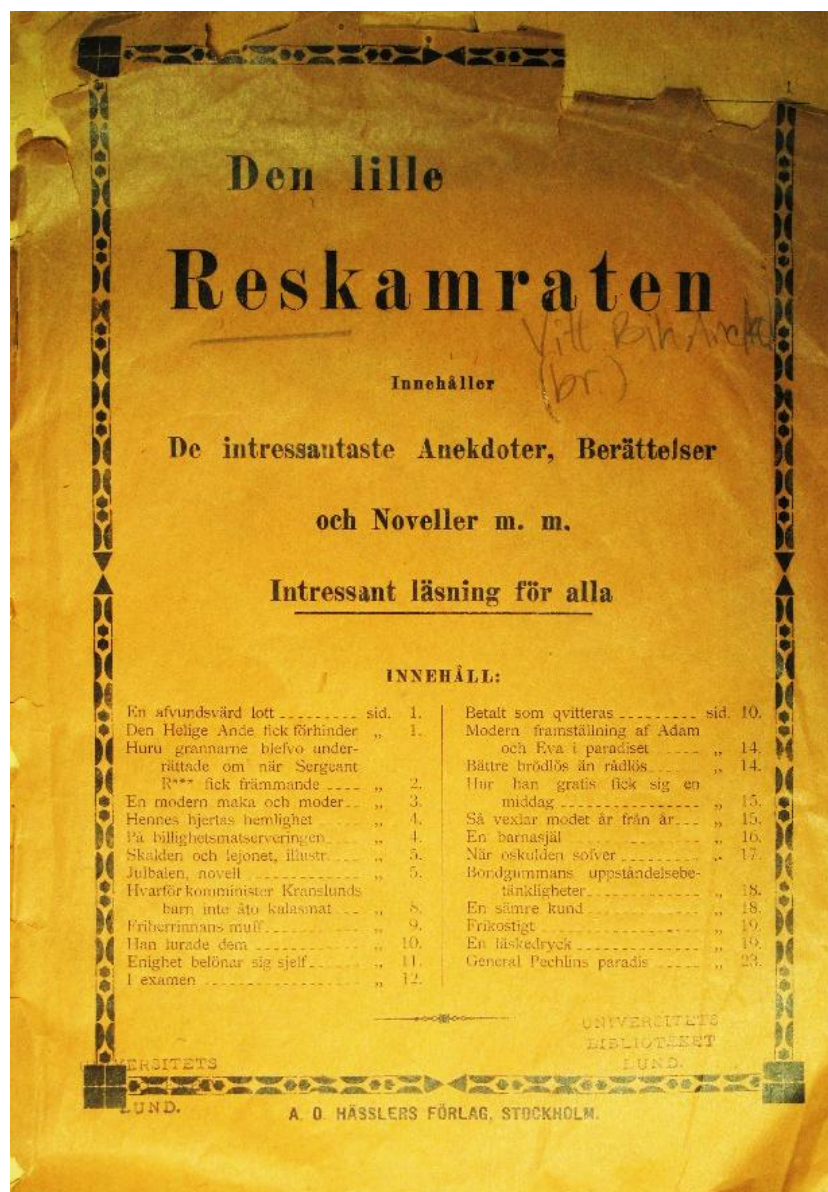 Den lille
Reskamraten
Vitt Bih
(br.)
Innehåller
De intressantaste Anekdoter, Berättelser
och Noveller m. m.
Intressant läsning för alla
INNEHÅLL:
En afvundsvärd lott ......... sid. 1.
Den Helige Ande fick förhinder „ 1.
Huru grannarne blefvo under-
rättade om när Sergeant
R*** fick främmande .... „ 2.
En modern maka och moder.. „ 3.
Hennes hjertas hemlighet .... „ 4.
På billighetsmatserveringen.... „ 4.
Skalden och lejonet, illustr..... „ 5.
Julbalen, novell ............ „ 5.
Hvarför komminister Kranslunds
barn inte åto kalasmat ... „ 8.
Friherrinnans muff........... „ 9.
Han lurade dem ............. „ 10.
Enighet belönar sig sjelf....... „ 11.
I examen .................. „ 12.
Betalt som qvitteras ......... sid. 10.
Modern framställning af Adam
och Eva i paradiset ..... „ 14.
Bättre brödlös än rådlös...... „ 14.
Hur han gratis fick sig en
middag ................. „ 15.
Så vexlar modet år från år... „ 15.
En barnasjäl ........ „ 16.
När oskulden sofver ......... „ 17.
Bondgummans uppståndelsebe-
tänkligheter............ „ 18.
En sämre kund ............. „ 18.
Frikostigt .......... „ 19.
En läskedryck .............. „ 19.
General Pechlins paradis ..... „ 23.
UNIVERSITETS
BIBLIOTEKET
LUND.
VERSITETS
LUND.
A. O. HÄSSLERS FÖRLAG, STOCKHOLM.